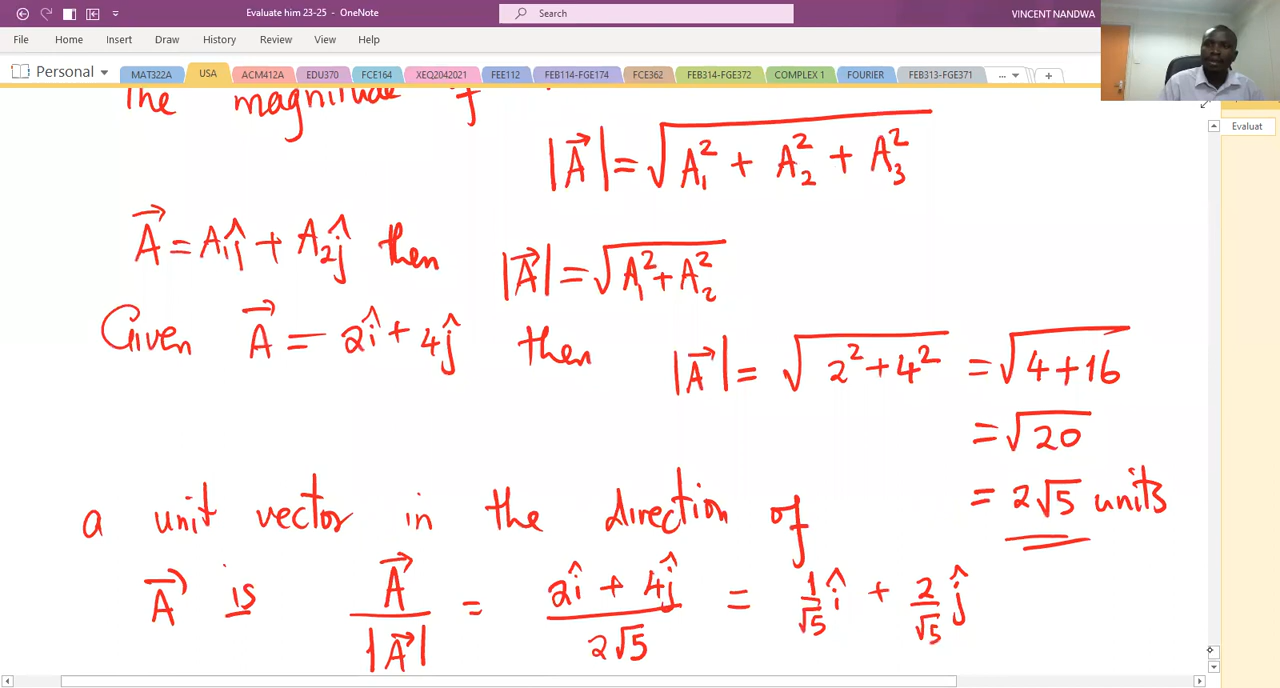 Evaluate him 23-25 - OneNote
Search
VINCENT NANDWA
File Home Insert Draw History Review View Help
Personal MAT322A USA ACM412A EDU370 FCE164 XEQ2042021 FEE112 FEB114-FGE174 FCE362 FEB314-FGE372 COMPLEX 1 FOURIER FEB313-FGE371 ... +
Evaluat
The magnitude of
|A⃗| = √(A₁² + A₂² + A₃²)
A⃗ = A₁ĵ + A₂ĵ then |A⃗| = √(A₁² + A₂²)
Given A⃗ = 2î + 4ĵ then |A⃗| = √(2² + 4²) = √(4 + 16)
= √20
= 2√5 units
a unit vector in the direction of
A⃗ is A⃗/|A⃗| = (2î + 4ĵ)/(2√5) = 1/√5 î + 2/√5 ĵ